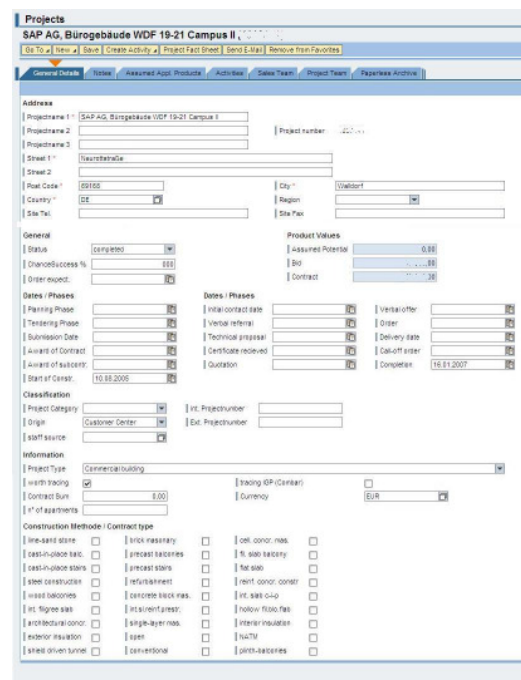 Projects
SAP AG, Bürogebäude WDF 19-21 Campus II
Go To New Save Create Activity Project Fact Sheet Send E-Mail Remove from Favorites
General Details Notes Assumed Appl. Products Activities Sales Team Project Team Paperless Archive
Address
Projectname 1 * SAP AG, Bürogebäude WDF 19-21 Campus II
Projectname 2 Project number
Projectname 3
Street 1 * Neurottstraße
Street 2
Post Code * 69168 City * Walldorf
Country * DE Region
Site Tel. Site Fax
General Product Values
Status completed Assumed Potential 0,00
ChanceSuccess % 000 Bid
Order expect. Contract
Dates / Phases Dates / Phases
Planning Phase Initial contact date Verbal offer
Tendering Phase Verbal referral Order
Submission Date Technical proposal Delivery date
Award of Contract Certificate recieved Call-off order
Award of subcontr. Quotation Completion 16.01.2007
Start of Constr. 10.08.2005
Classification
Project Category Int. Projectnumber
Origin Customer Center Ext. Projectnumber
staff source
Information
Project Type Commercial building
worth tracing tracing IGP (Combar)
Contract Sum 0,00 Currency EUR
n° of apartments
Construction Methode / Contract type
lime-sand stone brick masonary cell. concr. mas.
cast-in-place balc. precast balconies fil. slab balcony
cast-in-place stairs precast stairs flat slab
steel construction refurbishment reinf. concr. constr
wood balconies concrete block mas. int. slab c-i-p
int. filigree slab int.sl.reinf.prestr. hollow
architectural concr. single-layer mas. interior insulation
exterior insulation open NATM
shield driven tunnel conventional plinth-balconies